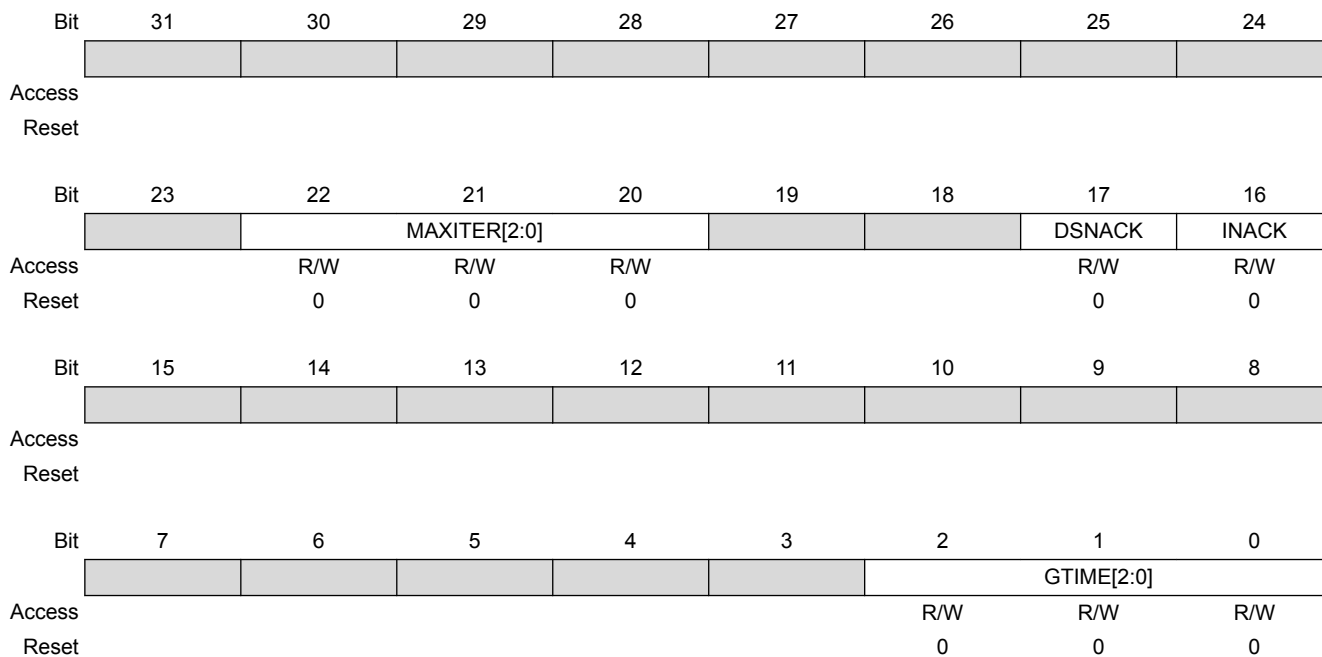 Bit 31 30 29 28 27 26 25 24
Access
Reset
Bit 23 22 21 20 19 18 17 16
MAXITER[2:0] DSNACK INACK
Access R/W R/W R/W R/W R/W
Reset 0 0 0 0 0
Bit 15 14 13 12 11 10 9 8
Access
Reset
Bit 7 6 5 4 3 2 1 0
GTIME[2:0]
Access R/W R/W R/W
Reset 0 0 0